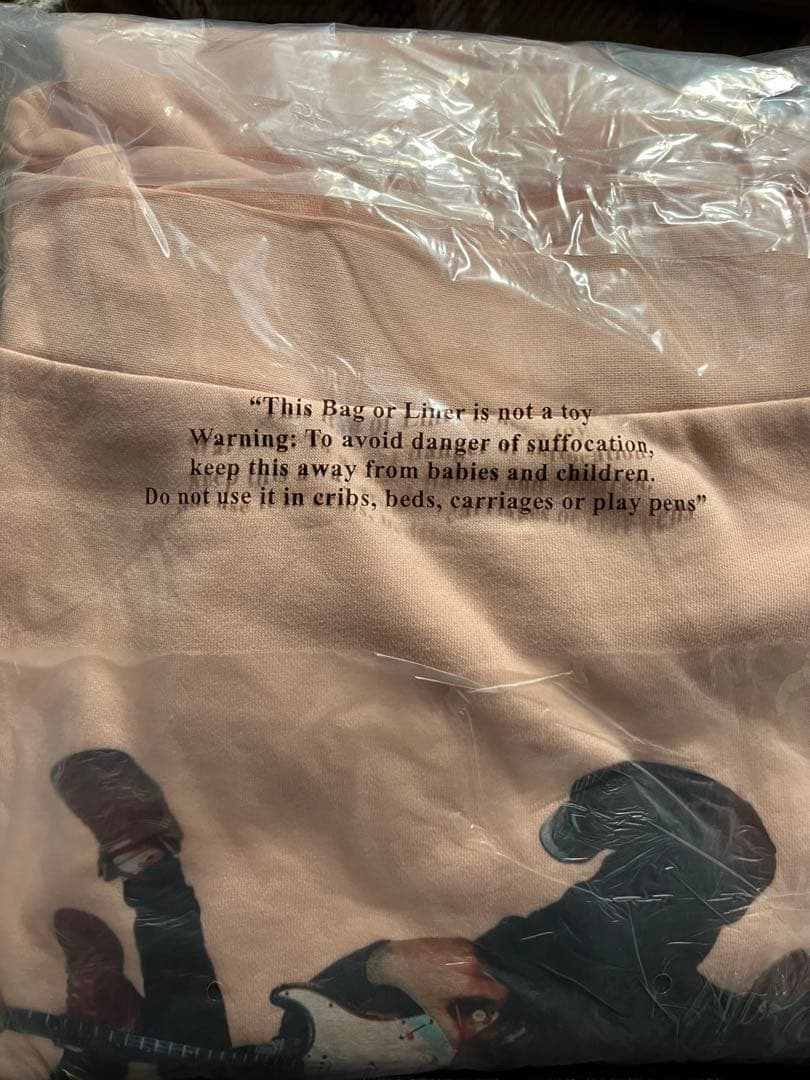 “This Bag or Liner is not a toy
Warning: To avoid danger of suffocation,
keep this away from babies and children.
Do not use it in cribs, beds, carriages or play pens”